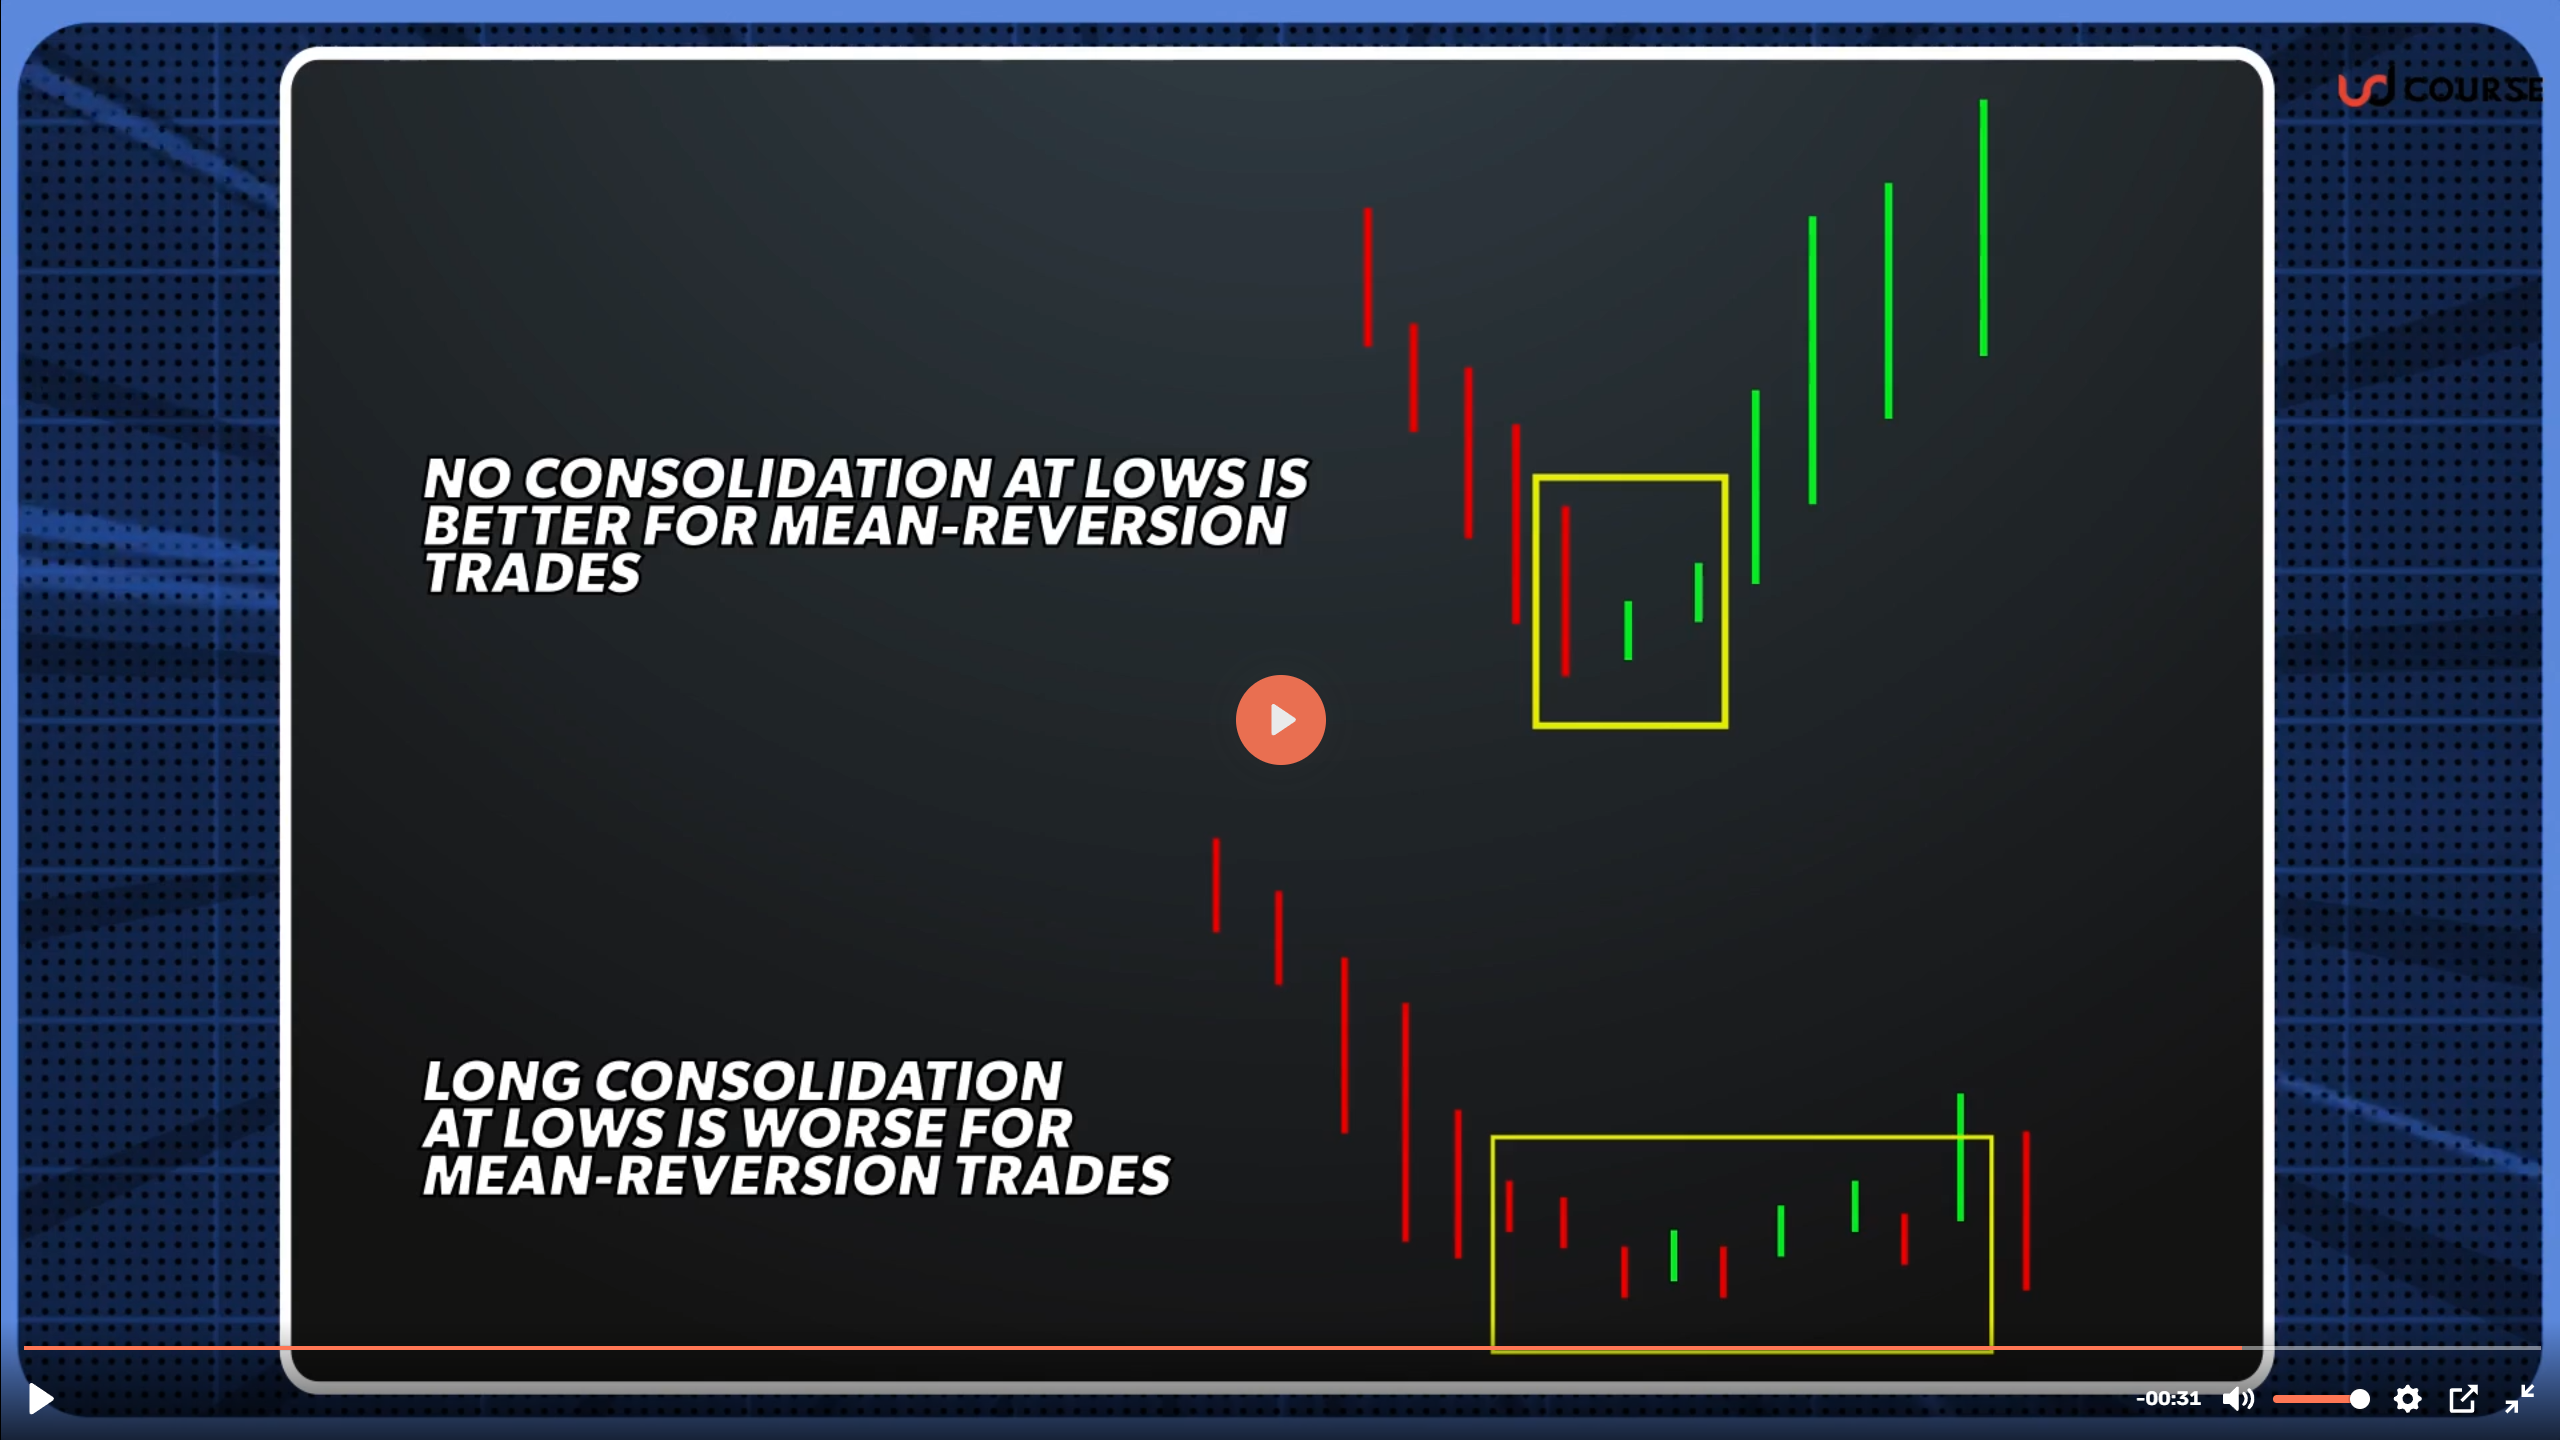 COURSE
NO CONSOLIDATION AT LOWS IS
BETTER FOR MEAN-REVERSION
TRADES
LONG CONSOLIDATION
AT LOWS IS WORSE FOR
MEAN-REVERSION TRADES
-00:31